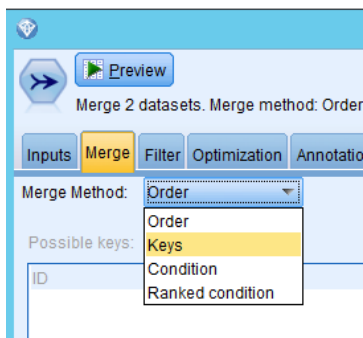 Preview
Merge 2 datasets. Merge method: Order
Inputs Merge Filter Optimization
Merge Method: Order
Order
Possible keys: Keys
Condition
ID
Ranked condition